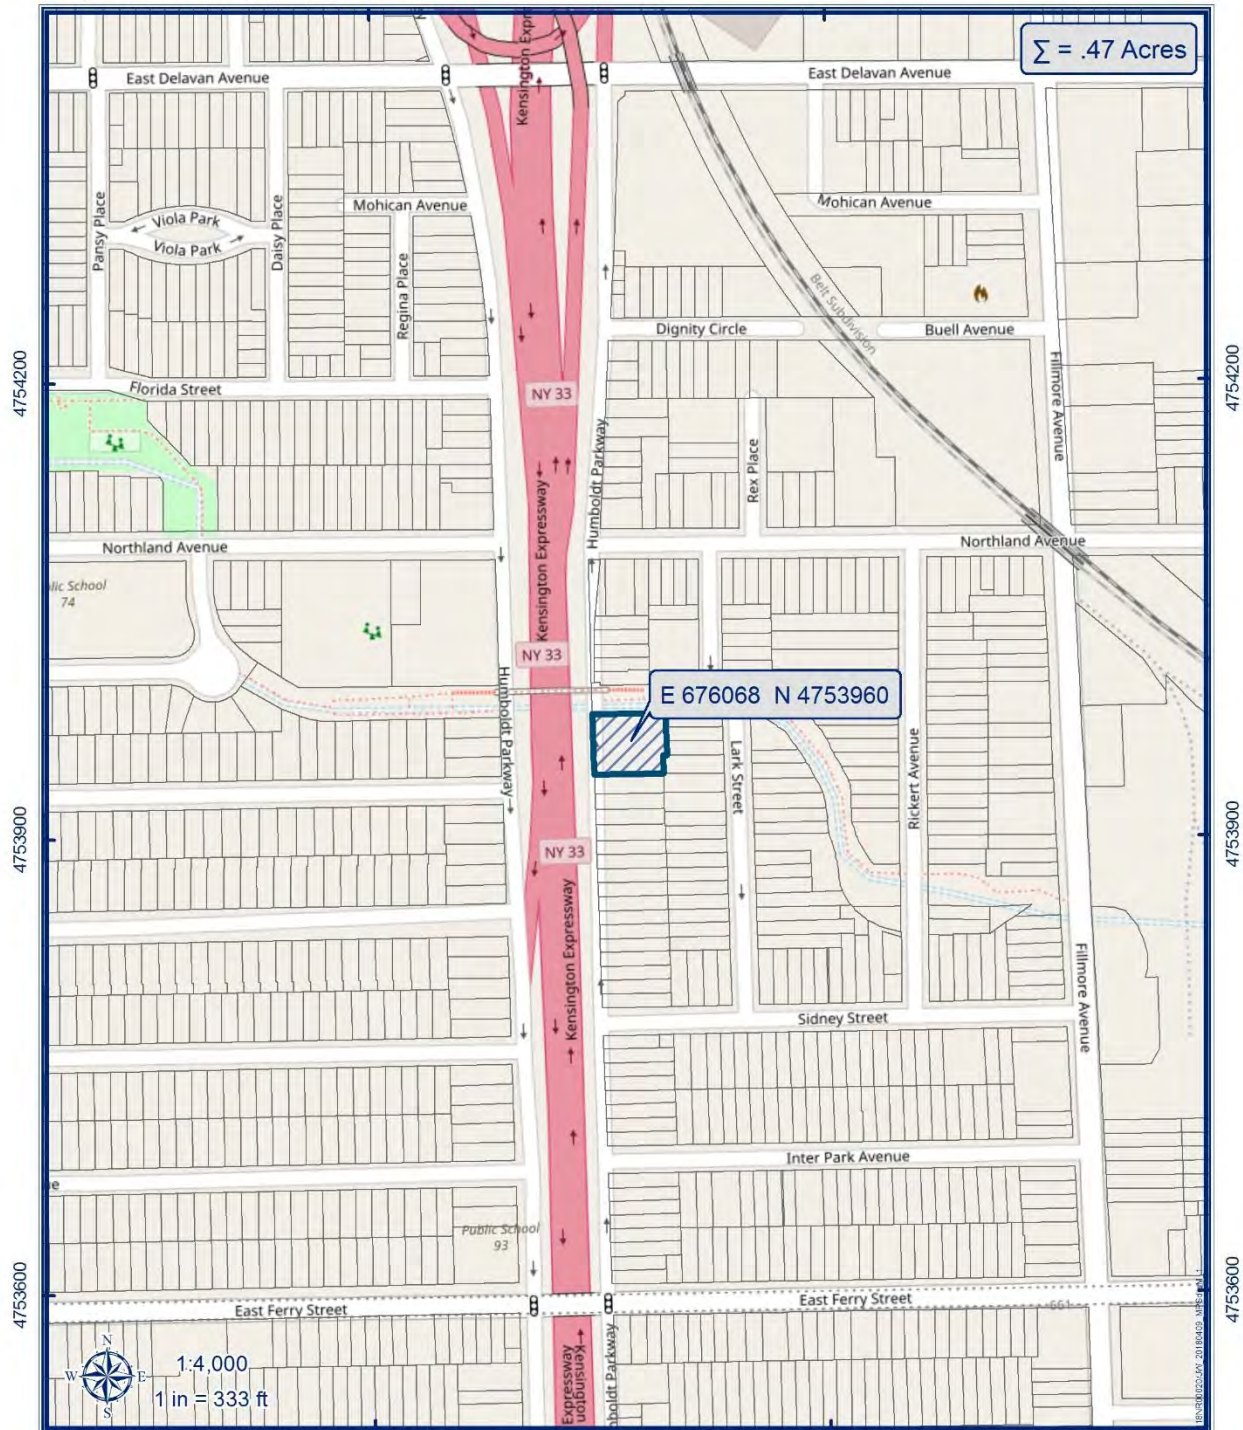 Σ = .47 Acres
East Delavan Avenue
East Delavan Avenue
Kensington Expr
Pansy Place
Viola Park
Viola Park
Daisy Place
Mohican Avenue
Mohican Avenue
Regina Place
Belt Subdivision
Dignity Circle
Buell Avenue
4754200
4754200
Florida Street
NY 33
Fillmore Avenue
Humboldt Parkway
Rex Place
Kensington Expressway
Northland Avenue
Northland Avenue
lic School
74
NY 33
E 676068 N 4753960
Humboldt Parkway
Lark Street
Rickert Avenue
4753900
4753900
NY 33
Kensington Expressway
Fillmore Avenue
Sidney Street
Inter Park Avenue
e
Public School
93
4753600
4753600
East Ferry Street
East Ferry Street
N
W E
S
1:4,000
1 in = 333 ft
Expressway
Kensington
mboldt Parkway